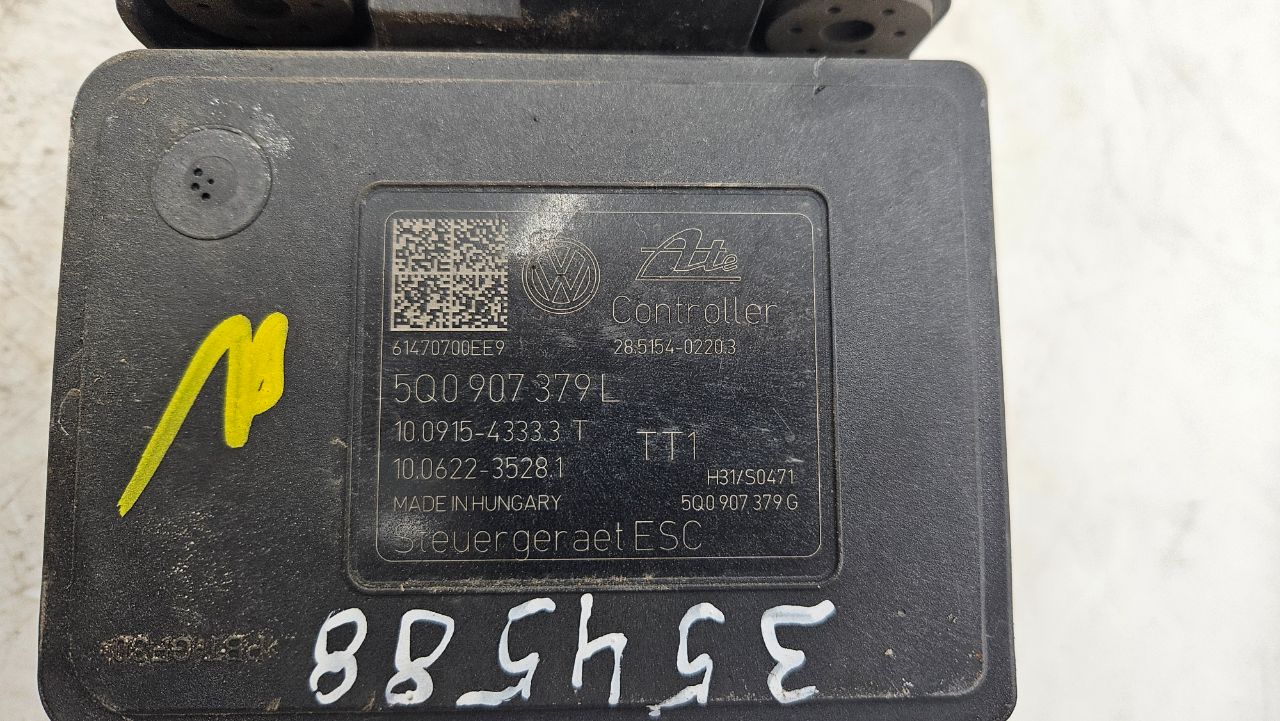 Ate
Controller
61470700EE9 28.5154-0220.3
5Q0 907 379 L
10.0915-4333.3 T
TT1
10.0622-3528.1
H31/S0471
MADE IN HUNGARY 5Q0 907 379 G
Steuergeraet ESC
354588